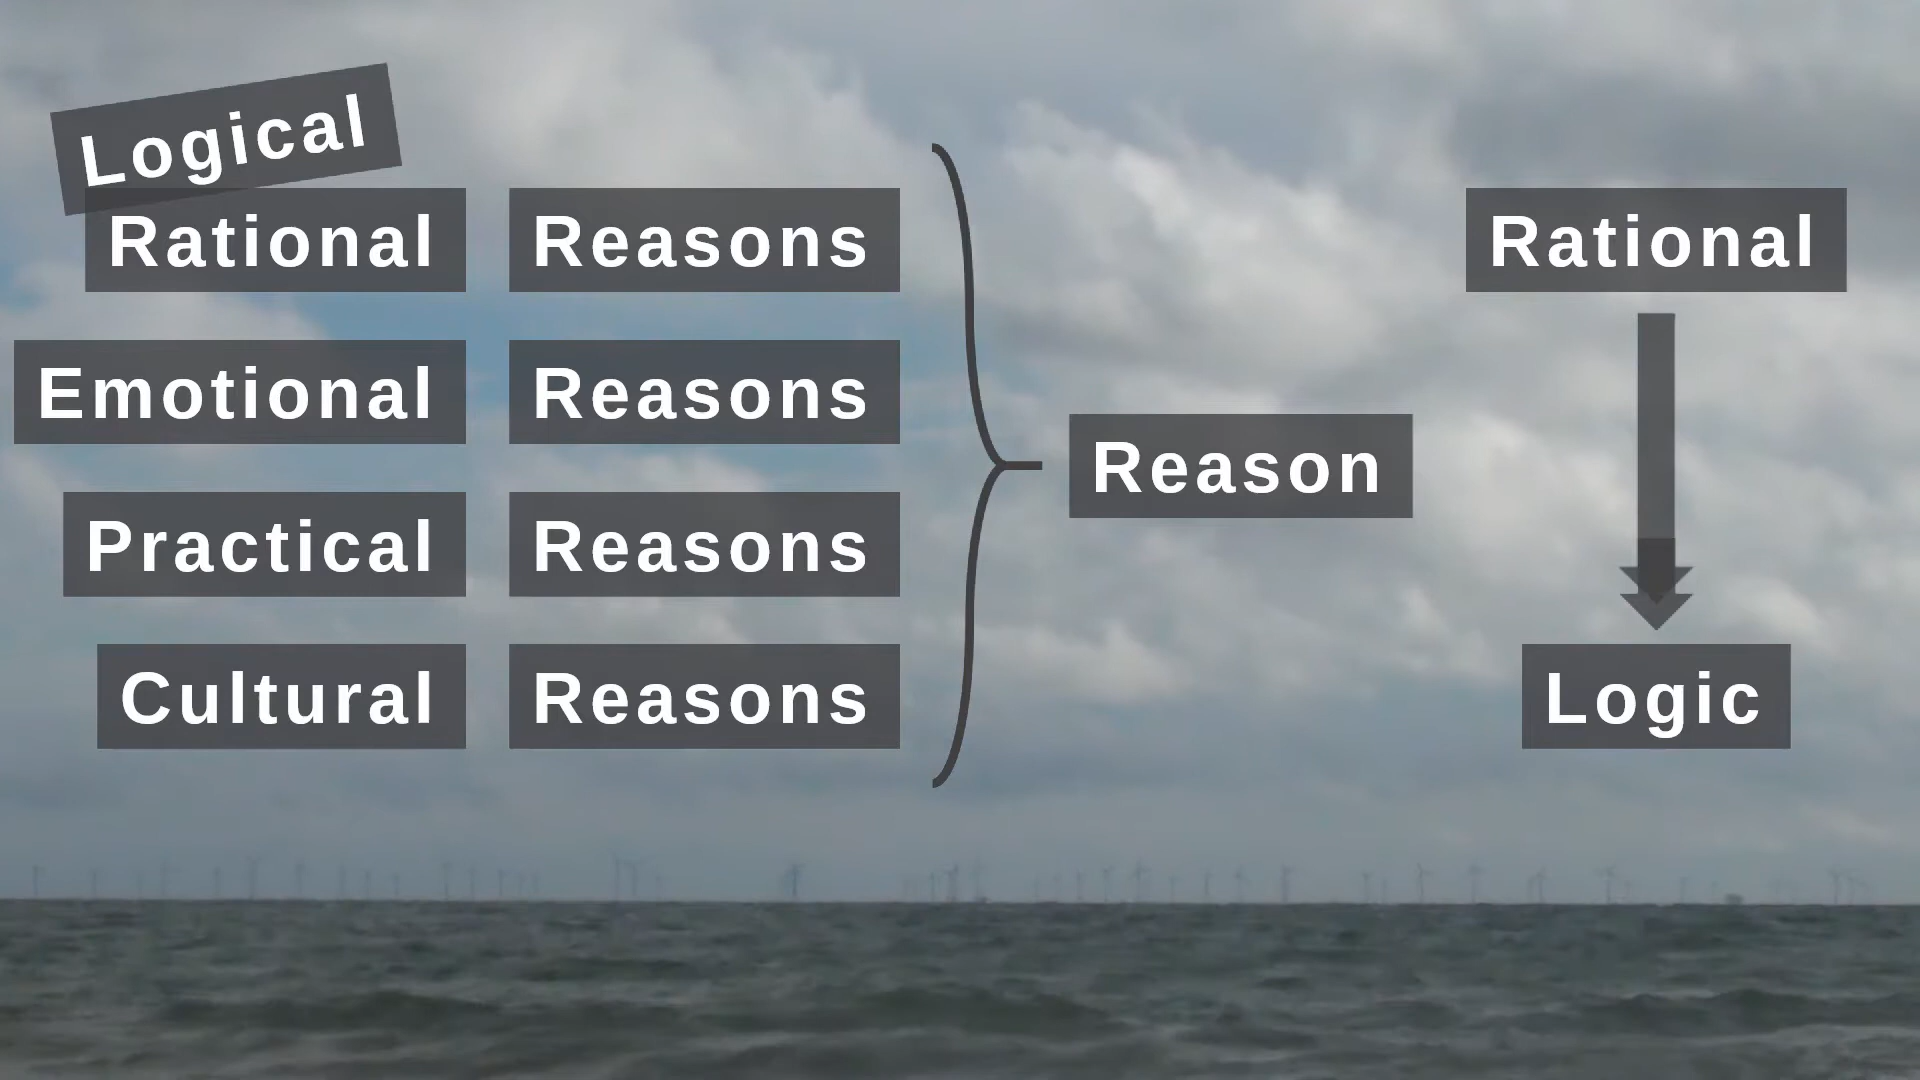 Logical
Rational Reasons
Emotional Reasons
Practical Reasons
Cultural Reasons
Reason
Rational
Logic